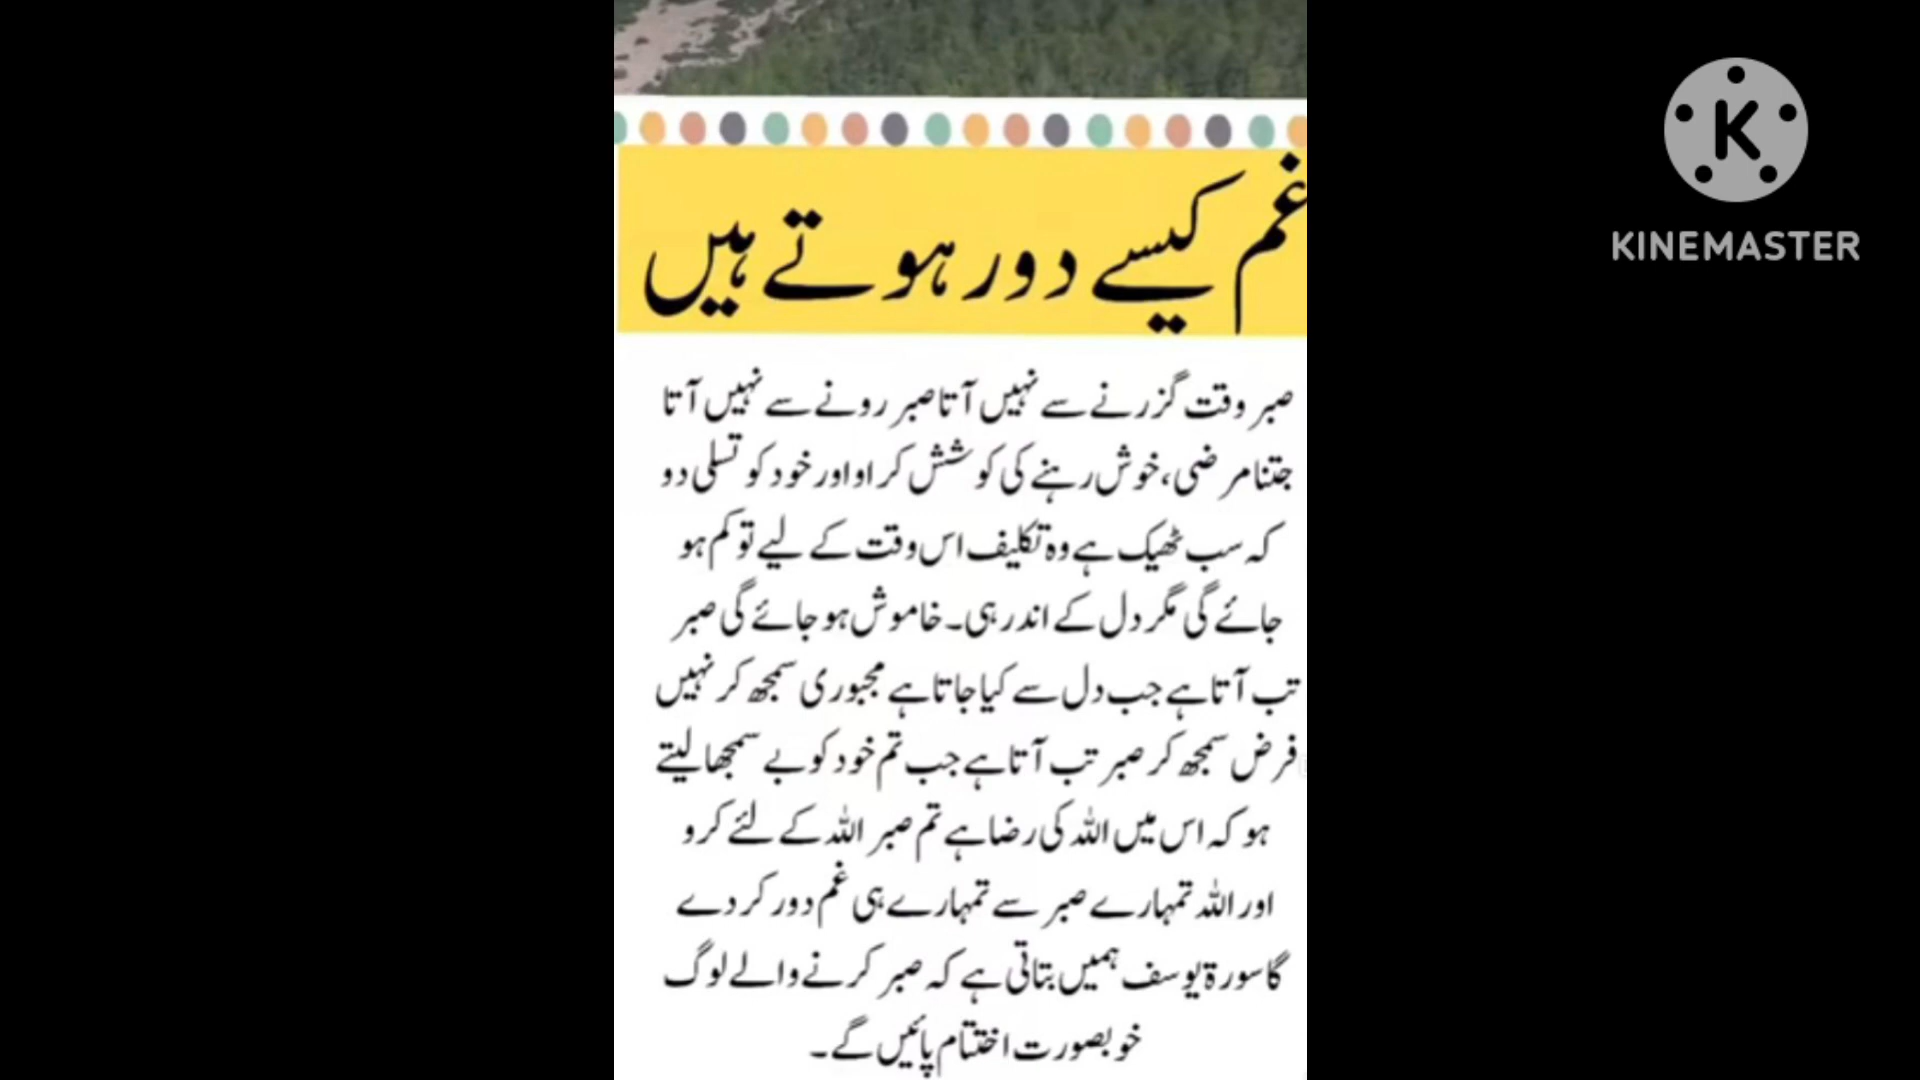 KINEMASTER
غم کیسے دور ہوتے ہیں
صبر وقت گزرنے سے نہیں آتا صبر رونے سے نہیں آتا
جتنا مرضی، خوش رہنے کی کوشش کر او اور خود کو تسلی دو
کہ سب ٹھیک ہے وہ تکلیف اس وقت کے لیے تو کم ہو
جائے گی مگر دل کے اندر ہی۔ خاموش ہو جائے گی صبر
تب آتا ہے جب دل سے کیا جاتا ہے مجبوری سمجھ کر نہیں
فرض سمجھ کر صبر تب آتا ہے جب تم خود کو بے سمجھا لیتے
ہو کہ اس میں اللہ کی رضا ہے تم صبر اللہ کے لئے کرو
اور اللہ تمہارے صبر سے تمہارے ہی غم دور کر دے
گا سورۃ یوسف ہمیں بتاتی ہے کہ صبر کرنے والے لوگ
خوبصورت اختتام پائیں گے۔